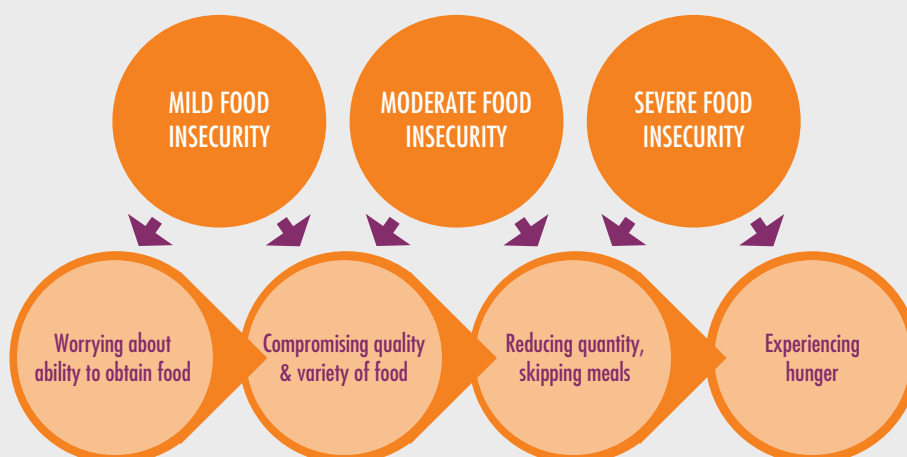 MILD FOOD
INSECURITY
MODERATE FOOD
INSECURITY
SEVERE FOOD
INSECURITY
Worrying about
ability to obtain food
Compromising quality
& variety of food
Reducing quantity,
skipping meals
Experiencing
hunger